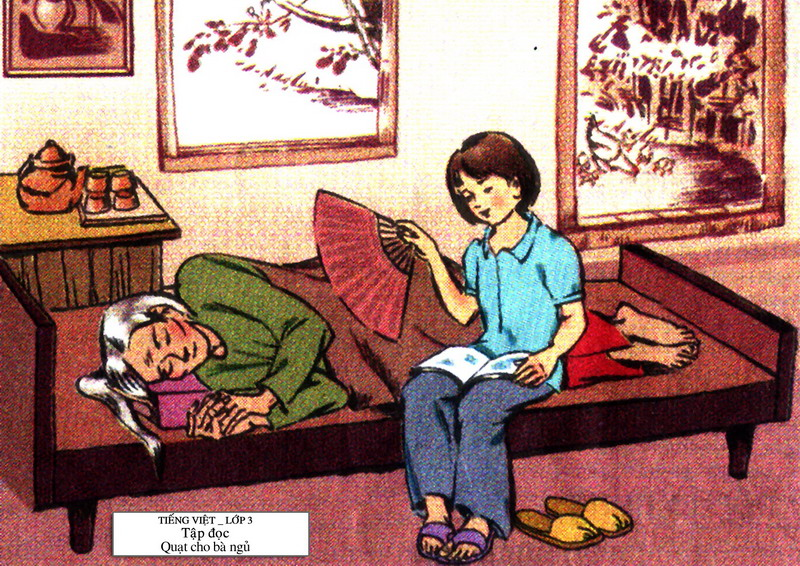 TIẾNG VIỆT _ LỚP 3
Tập đọc
Quạt cho bà ngủ